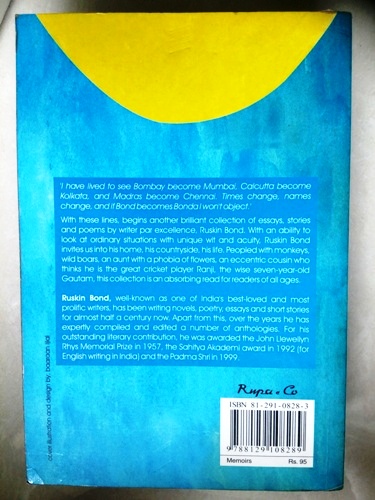 'I have lived to see Bombay become Mumbai, Calcutta become
Kolkata, and Madras become Chennai. Times change, names
change, and if Bond becomes Bonda I won't object.'
With these lines, begins another brilliant collection of essays, stories
and poems by writer par excellence, Ruskin Bond. With an ability to
look at ordinary situations with unique wit and acuity, Ruskin Bond
invites us into his home, his countryside, his life. Peopled with monkeys,
wild boars, an aunt with a phobia of flowers, an eccentric cousin who
thinks he is the great cricket player Ranji, the wise seven-year-old
Gautam, this collection is an absorbing read for readers of all ages.
Ruskin Bond, well-known as one of India's best-loved and most
prolific writers, has been writing novels, poetry, essays and short stories
for almost half a century now. Apart from this, over the years he has
expertly compiled and edited a number of anthologies. For his
outstanding literary contribution, he was awarded the John Llewellyn
Rhys Memorial Prize in 1957, the Sahitya Akademi award in 1992 (for
English writing in India) and the Padma Shri in 1999.
cover illustration and design by:
Rupa & Co
ISBN 81-291-0828-3
9 788129 108289
Memoirs Rs. 95